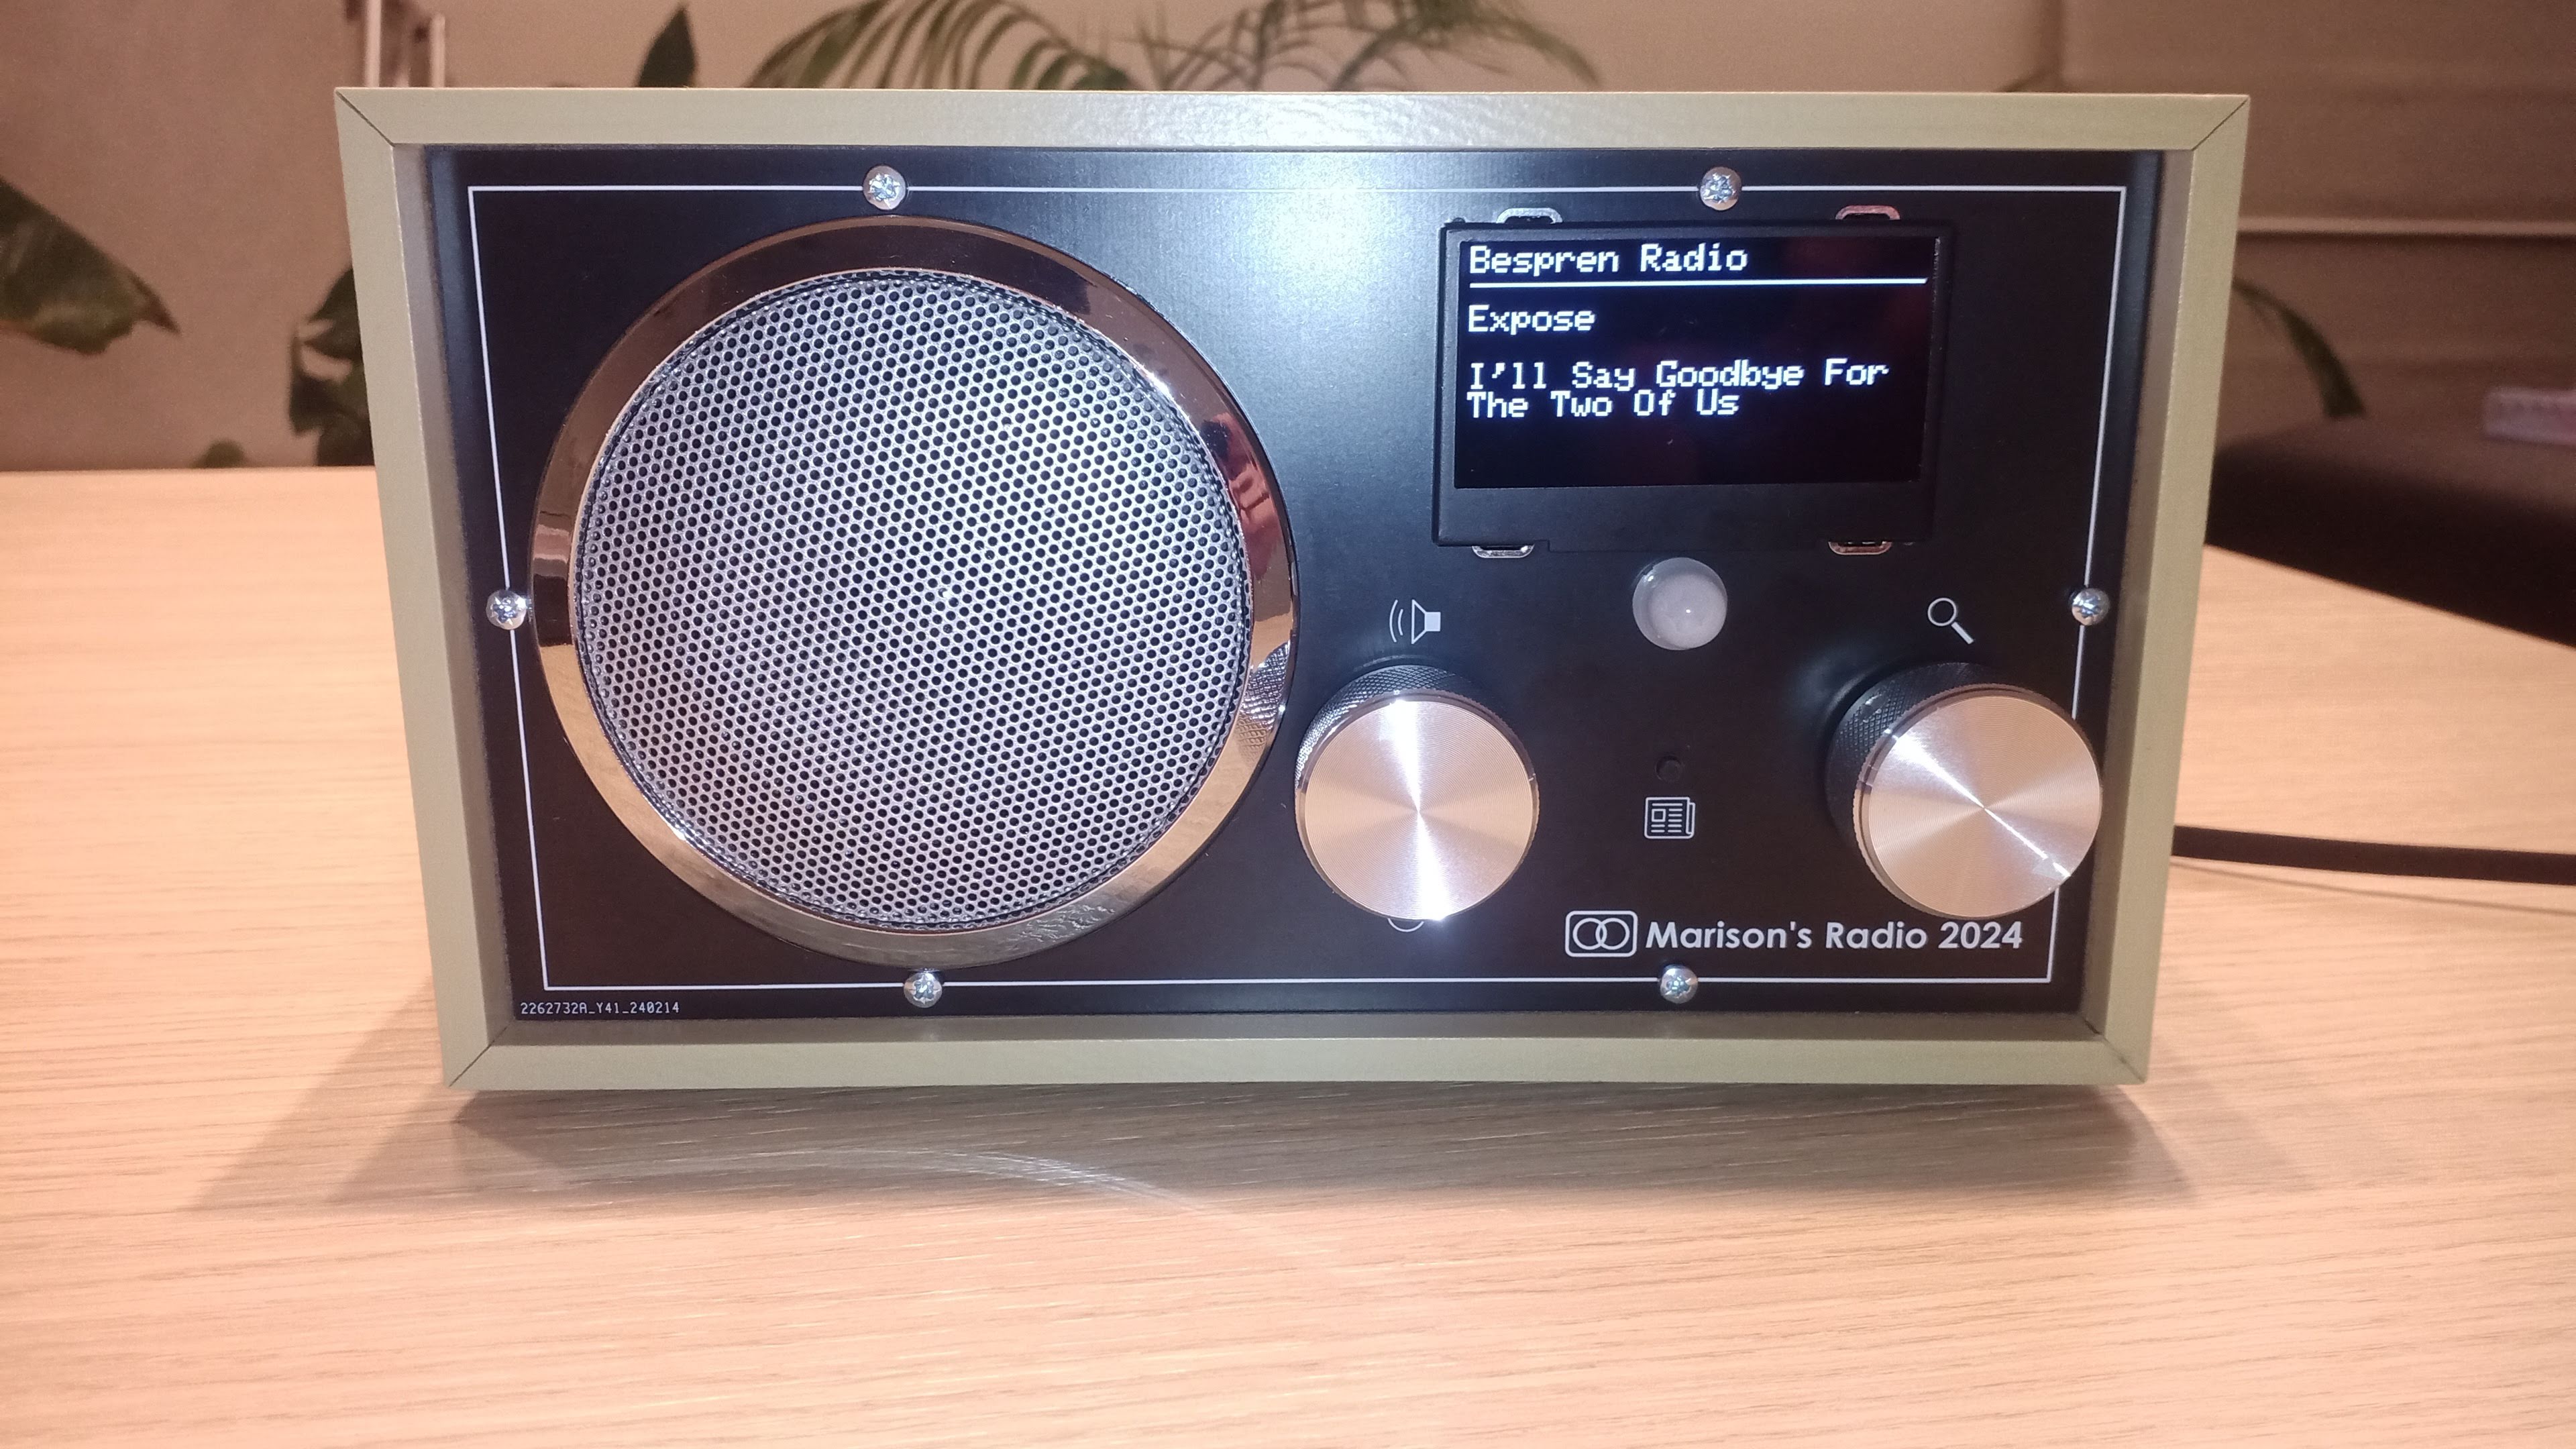 Bespren Radio
Expose
I'll Say Goodbye For
The Two Of Us
Marison's Radio 2024
2262732A_Y41_240214